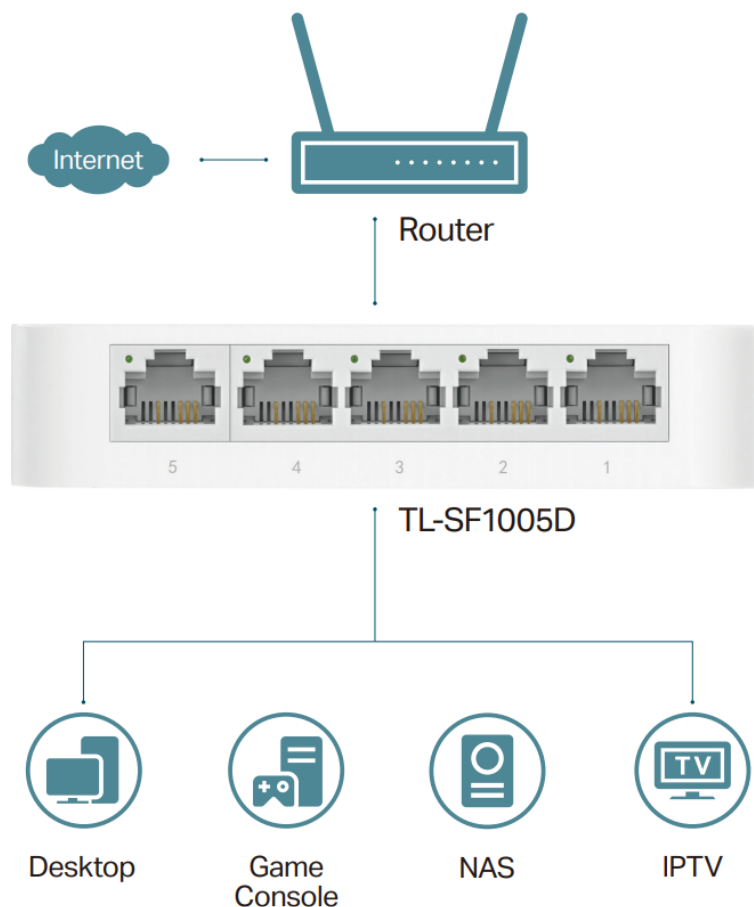 Internet
Router
5 4 3 2 1
TL-SF1005D
Desktop
Game
Console
NAS
TV
IPTV